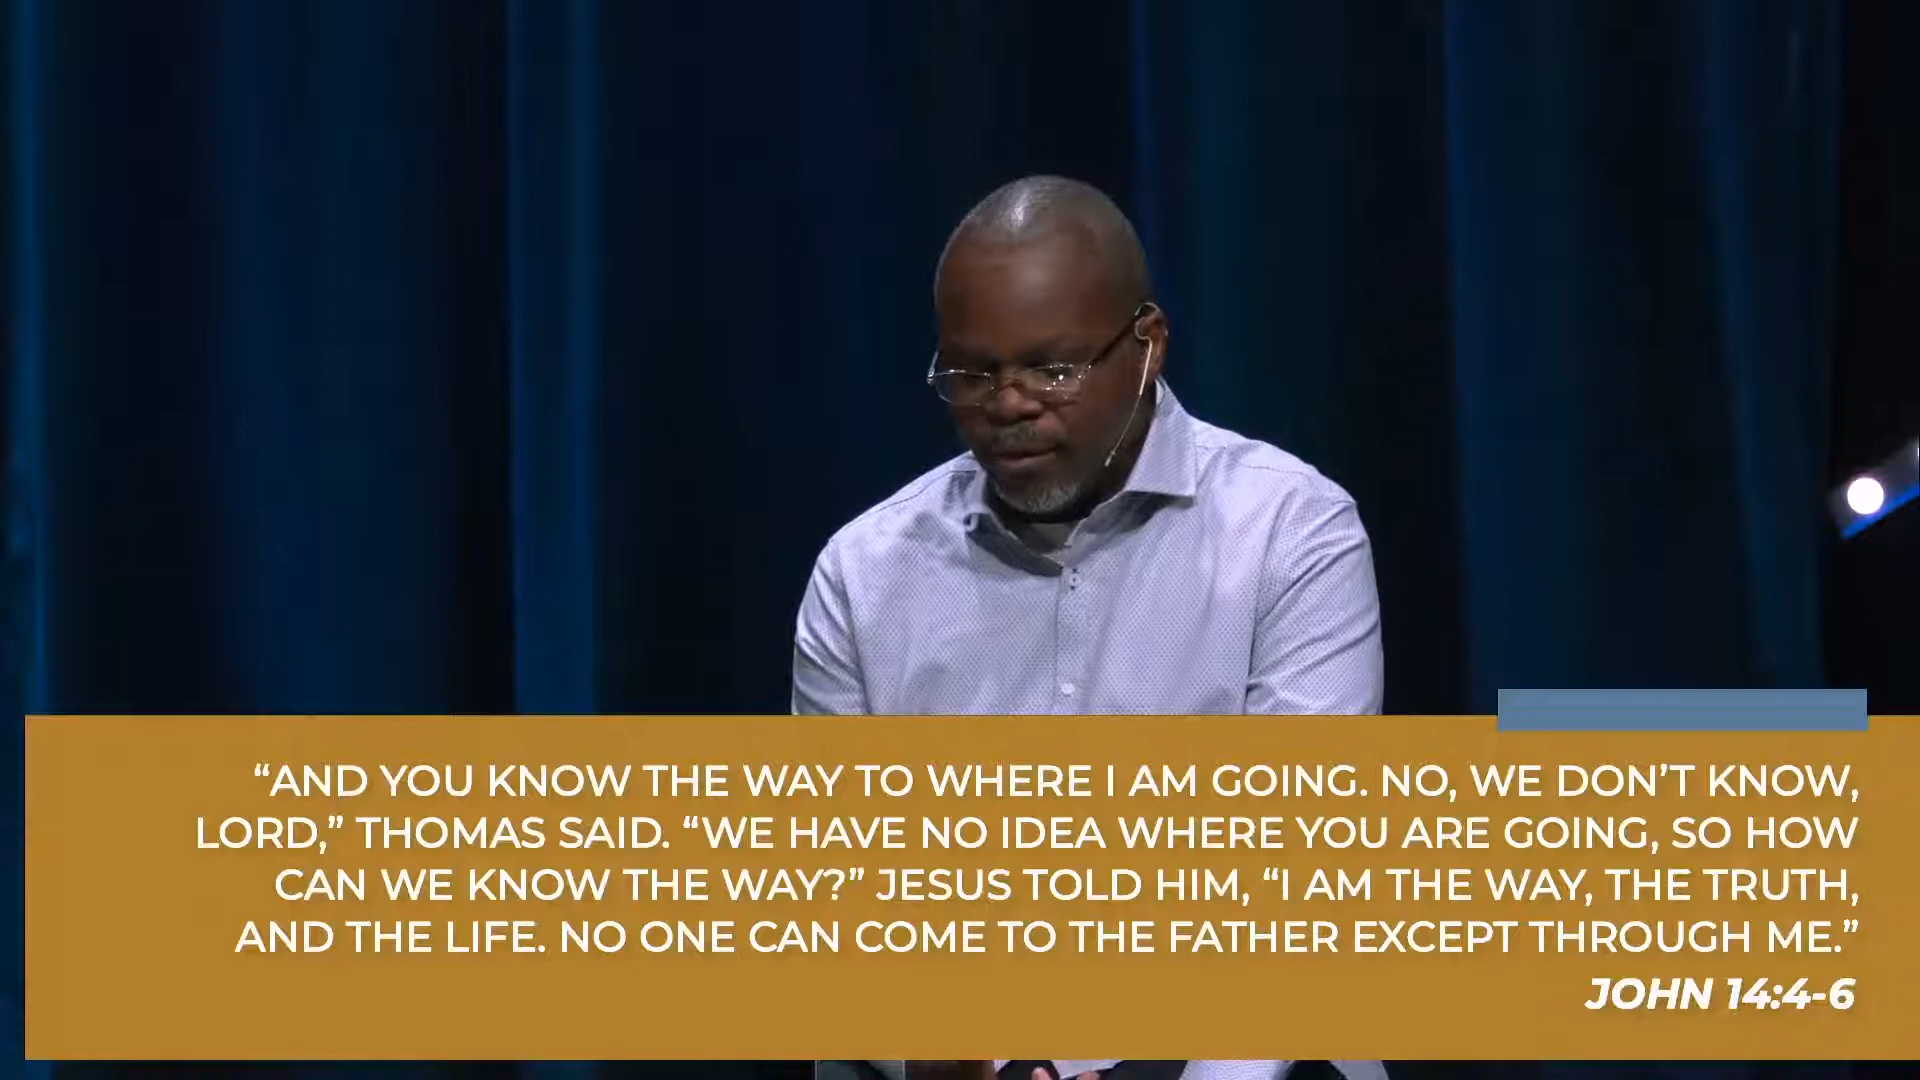 “AND YOU KNOW THE WAY TO WHERE I AM GOING. NO, WE DON’T KNOW,
LORD,” THOMAS SAID. “WE HAVE NO IDEA WHERE YOU ARE GOING, SO HOW
CAN WE KNOW THE WAY?” JESUS TOLD HIM, “I AM THE WAY, THE TRUTH,
AND THE LIFE. NO ONE CAN COME TO THE FATHER EXCEPT THROUGH ME.”
JOHN 14:4-6